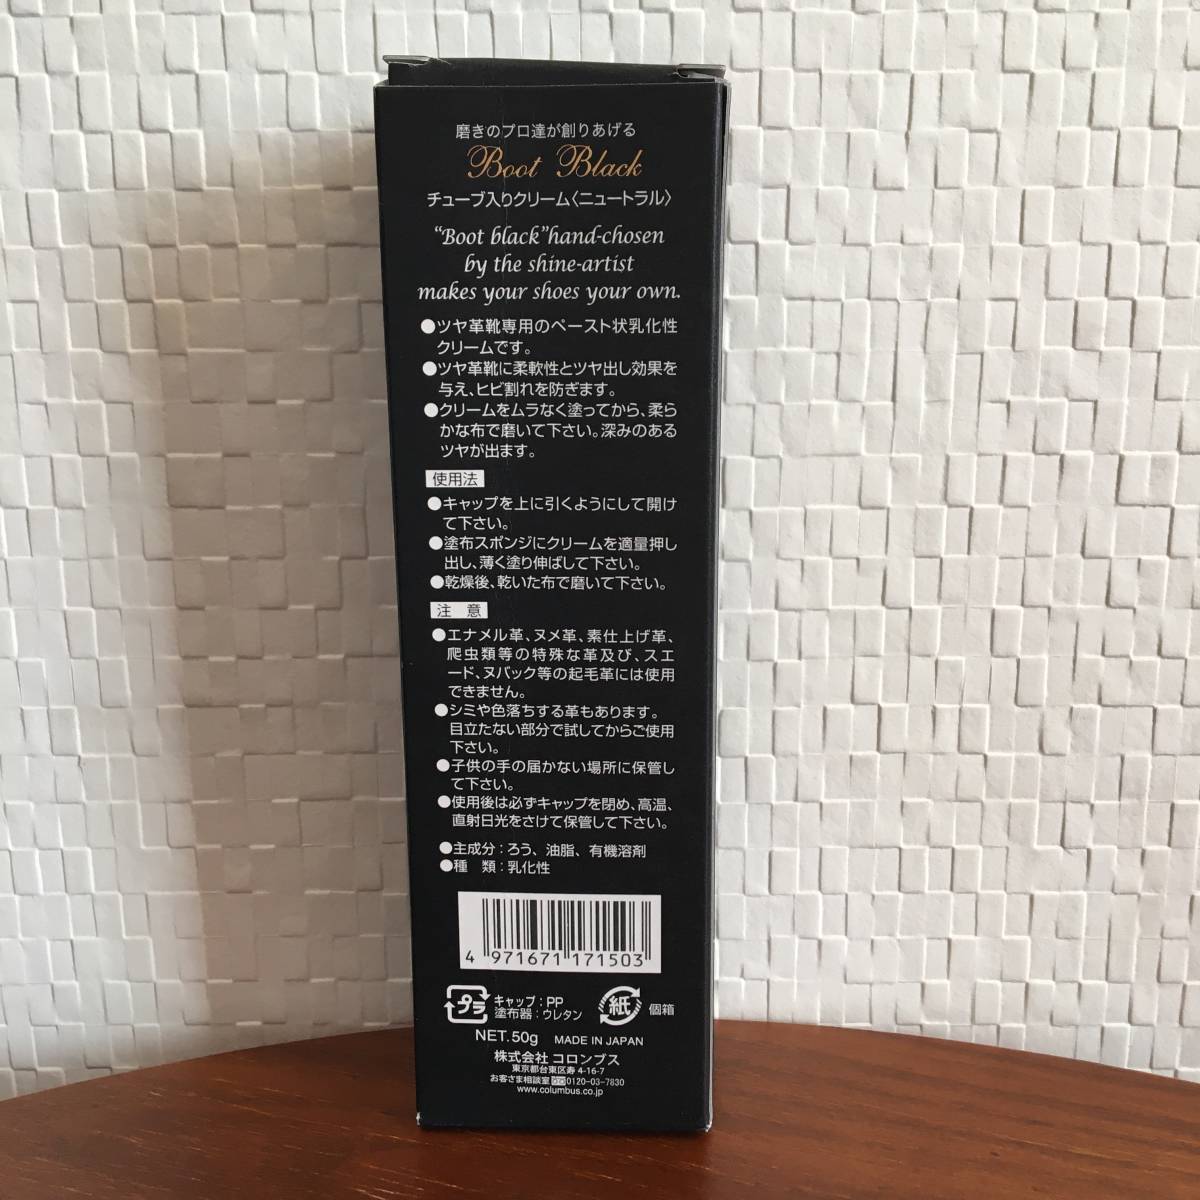 磨きのプロ達が創りあげる
Boot Black
チューブ入りクリーム〈ニュートラル〉
“Boot black”hand-chosen
by the shine-artist
makes your shoes your own.
●ツヤ革靴専用のペースト状乳化性
クリームです。
●ツヤ革靴に柔軟性とツヤ出し効果を
与え、ヒビ割れを防ぎます。
●クリームをムラなく塗ってから、柔ら
かな布で磨いて下さい。深みのある
ツヤが出ます。
使用法
●キャップを上に引くようにして開け
て下さい。
●塗布スポンジにクリームを適量押し
出し、薄く塗り伸ばして下さい。
●乾燥後、乾いた布で磨いて下さい。
注 意
●エナメル革、ヌメ革、素仕上げ革、
爬虫類等の特殊な革及び、スエ
ード、ヌバック等の起毛革には使用
できません。
●シミや色落ちする革もあります。
目立たない部分で試してからご使用
下さい。
●子供の手の届かない場所に保管し
て下さい。
●使用後は必ずキャップを閉め、高温、
直射日光をさけて保管して下さい。
●主成分：ろう、油脂、有機溶剤
●種 類：乳化性
4 971671 171503
プラ キャップ：PP
塗布器：ウレタン
紙 個箱
NET.50g MADE IN JAPAN
株式会社 コロンブス
東京都台東区寿 4-16-7
お客さま相談室 0120-03-7830
www.columbus.co.jp